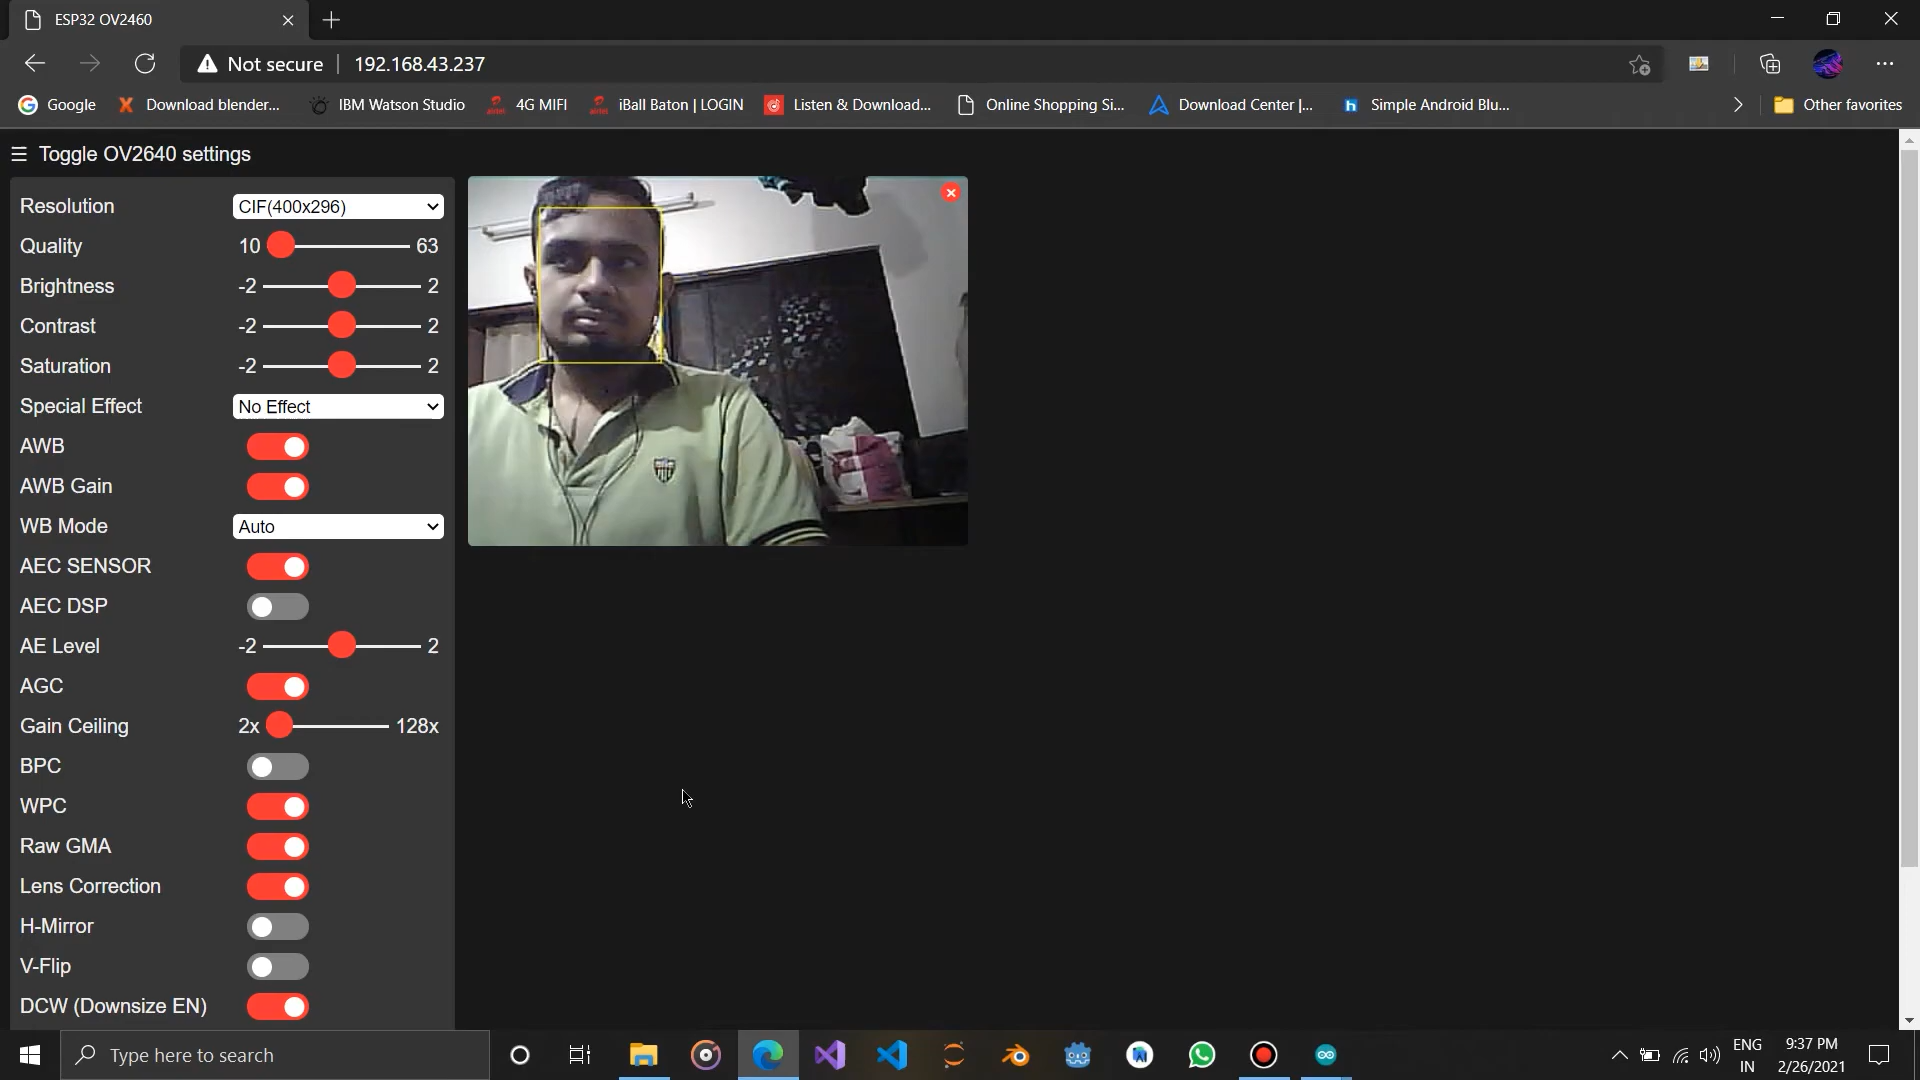 ESP32 OV2460
Not secure 192.168.43.237
Google Download blender... IBM Watson Studio 4G MIFI iBall Baton | LOGIN Listen & Download... Online Shopping Si... Download Center |... Simple Android Blu... Other favorites
☰ Toggle OV2640 settings
Resolution CIF(400x296)
Quality 10 63
Brightness -2 2
Contrast -2 2
Saturation -2 2
Special Effect No Effect
AWB
AWB Gain
WB Mode Auto
AEC SENSOR
AEC DSP
AE Level -2 2
AGC
Gain Ceiling 2x 128x
BPC
WPC
Raw GMA
Lens Correction
H-Mirror
V-Flip
DCW (Downsize EN)
Type here to search
ENG
IN
9:37 PM
2/26/2021